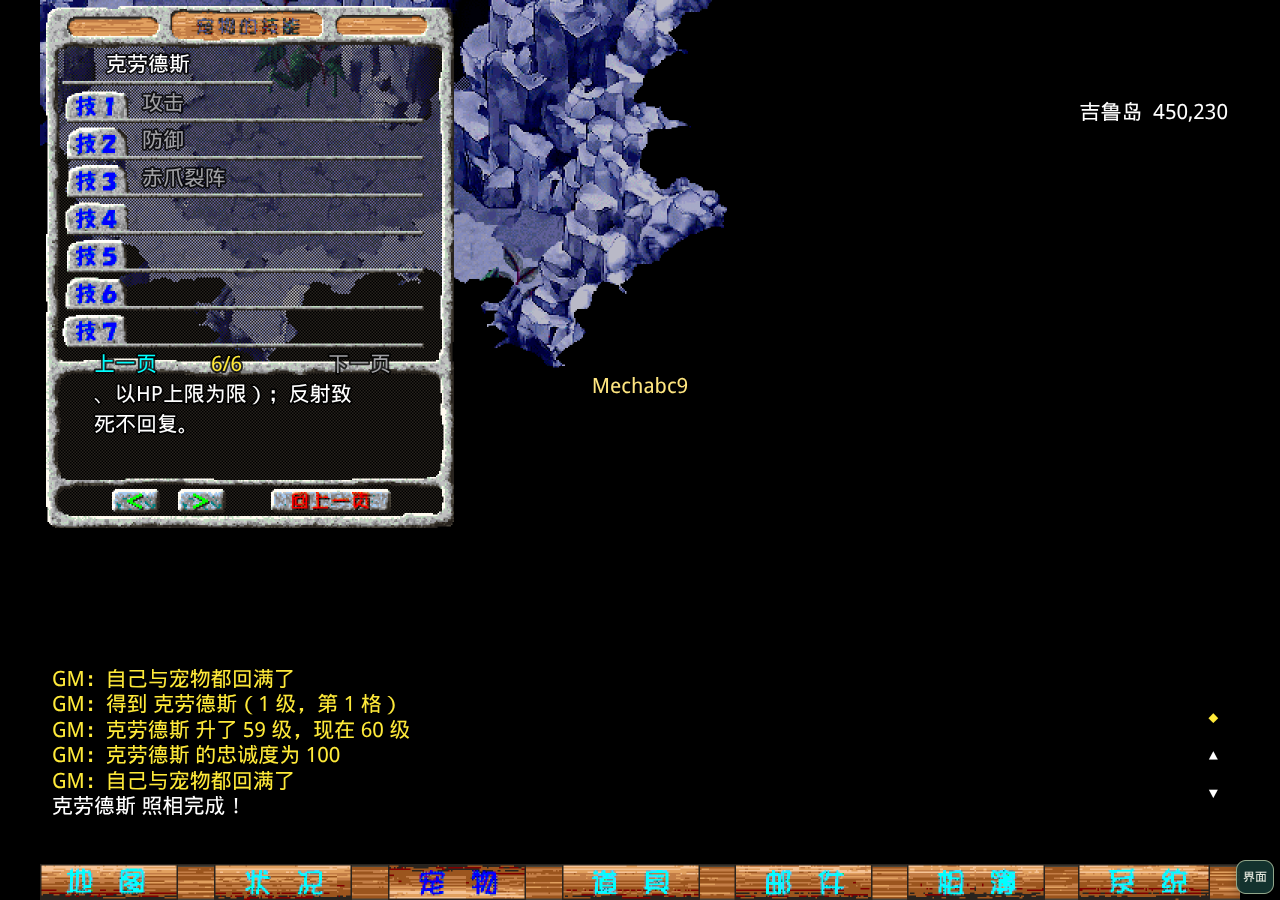 宠物的技能
克劳德斯
技1 攻击
技2 防御
技3 赤爪裂阵
技4
技5
技6
技7
上一页 6/6 下一页
、以HP上限为限）；反射致
死不回复。
< > 回上一页
吉鲁岛 450,230
Mechabc9
GM：自己与宠物都回满了
GM：得到 克劳德斯（1 级，第 1 格）
GM：克劳德斯 升了 59 级，现在 60 级
GM：克劳德斯 的忠诚度为 100
GM：自己与宠物都回满了
克劳德斯 照相完成！
地图 状况 宠物 道具 邮件 相簿 系统 界面